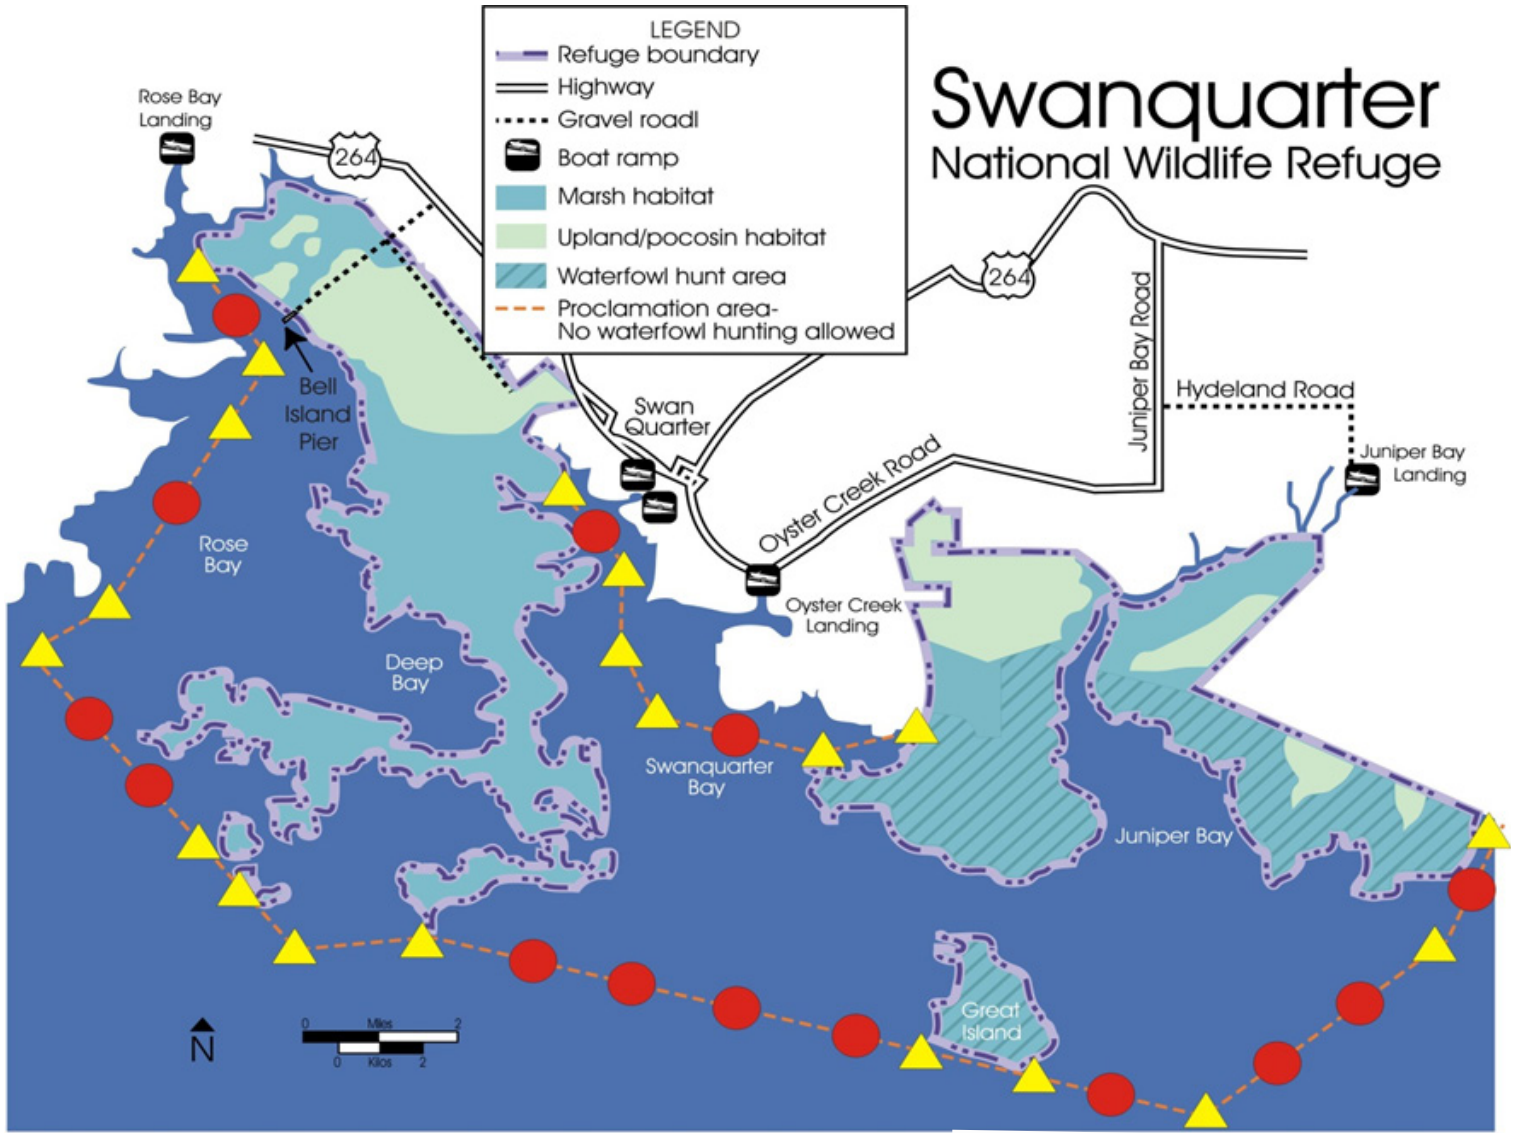 LEGEND
Refuge boundary
Highway
Gravel roadl
Boat ramp
Marsh habitat
Upland/pocosin habitat
Waterfowl hunt area
Proclamation area-
No waterfowl hunting allowed
Swanquarter
National Wildlife Refuge
Rose Bay
Landing
264
264
Juniper Bay Road
Hydeland Road
Bell
Island
Pier
Swan
Quarter
Oyster Creek Road
Juniper Bay
Landing
Rose
Bay
Oyster Creek
Landing
Deep
Bay
Swanquarter
Bay
Juniper Bay
Great
Island
N
0 Miles 2
0 Kilos 2